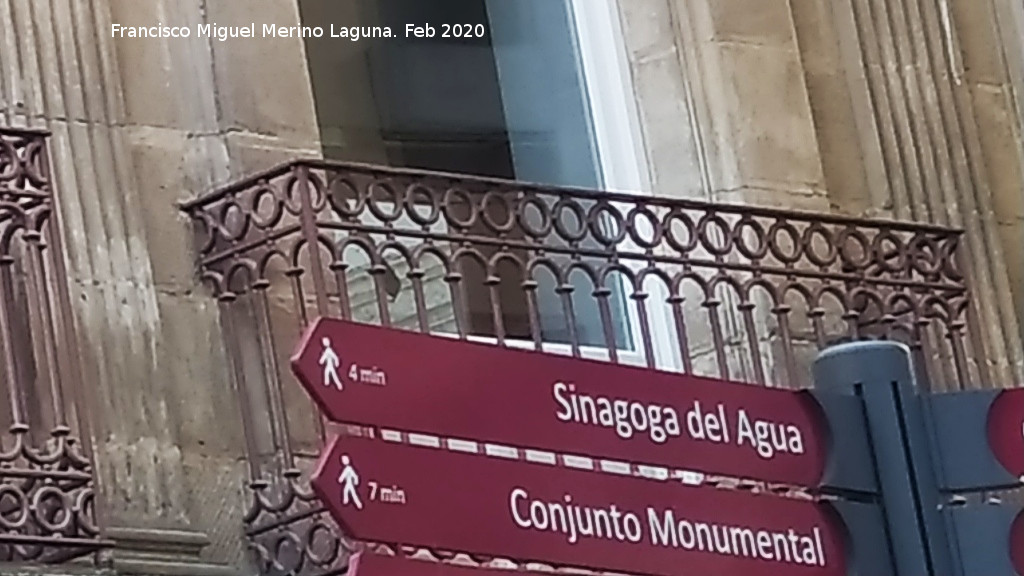 Francisco Miguel Merino Laguna. Feb 2020
4 min
Sinagoga del Agua
7 min
Conjunto Monumental